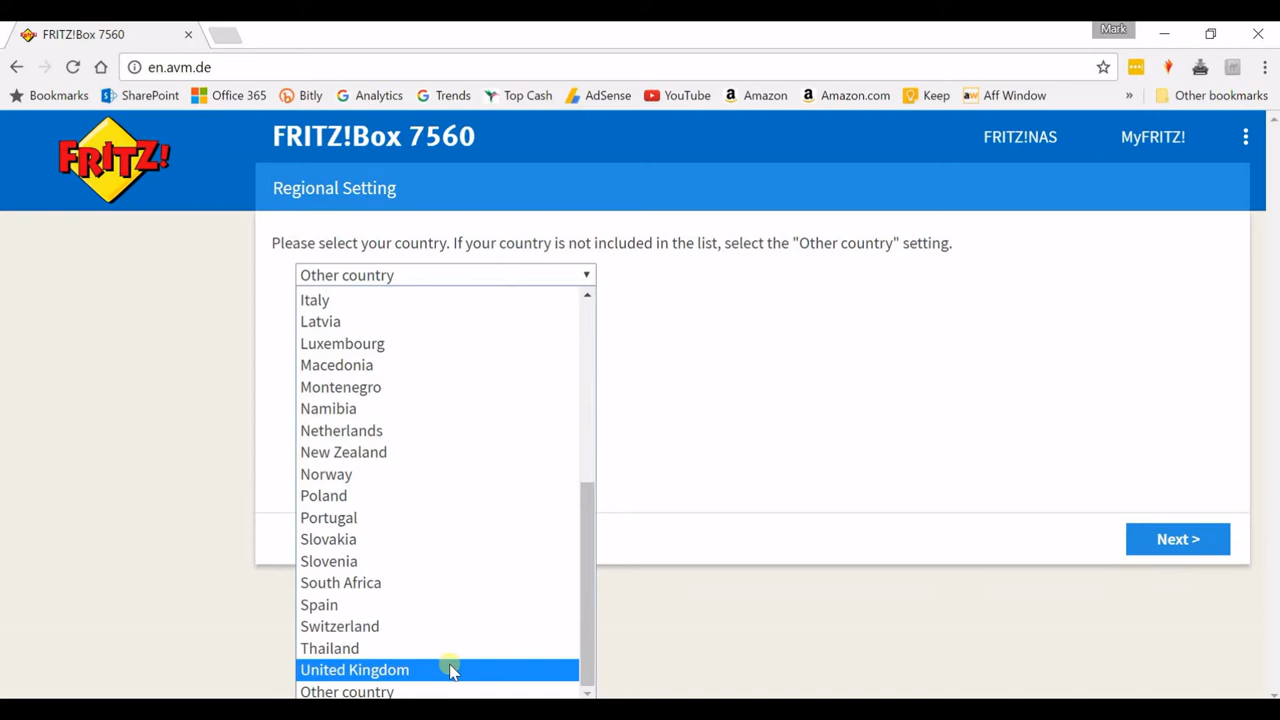 FRITZ!Box 7560
Mark
en.avm.de
Bookmarks SharePoint Office 365 Bitly Analytics Trends Top Cash AdSense YouTube Amazon Amazon.com Keep Aff Window » Other bookmarks
FRITZ!
FRITZ!Box 7560
FRITZ!NAS MyFRITZ!
Regional Setting
Please select your country. If your country is not included in the list, select the "Other country" setting.
Other country
Italy
Latvia
Luxembourg
Macedonia
Montenegro
Namibia
Netherlands
New Zealand
Norway
Poland
Portugal
Slovakia
Slovenia
South Africa
Spain
Switzerland
Thailand
United Kingdom
Other country
Next >